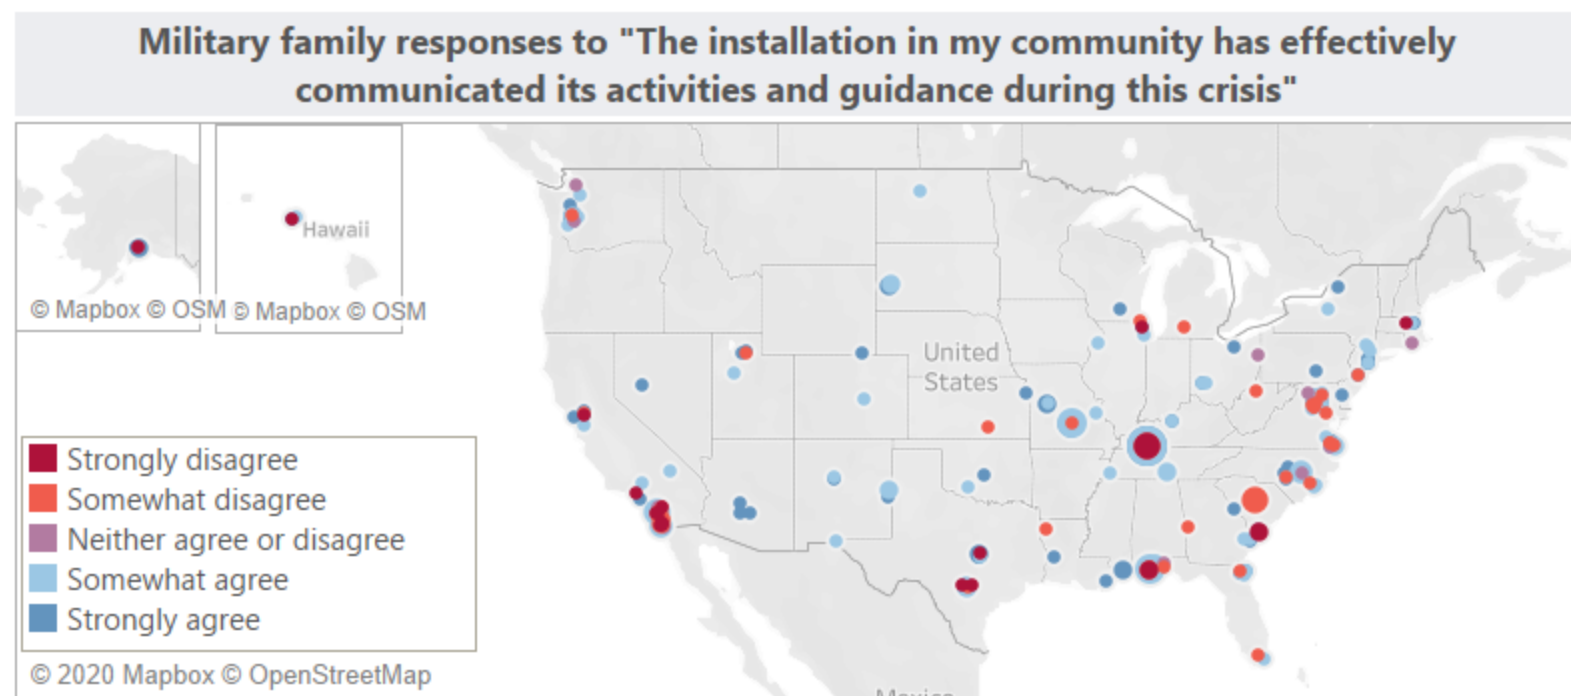 Military family responses to "The installation in my community has effectively
communicated its activities and guidance during this crisis"
Hawaii
© Mapbox © OSM
© Mapbox © OSM
United
States
Strongly disagree
Somewhat disagree
Neither agree or disagree
Somewhat agree
Strongly agree
© 2020 Mapbox © OpenStreetMap
Mexico